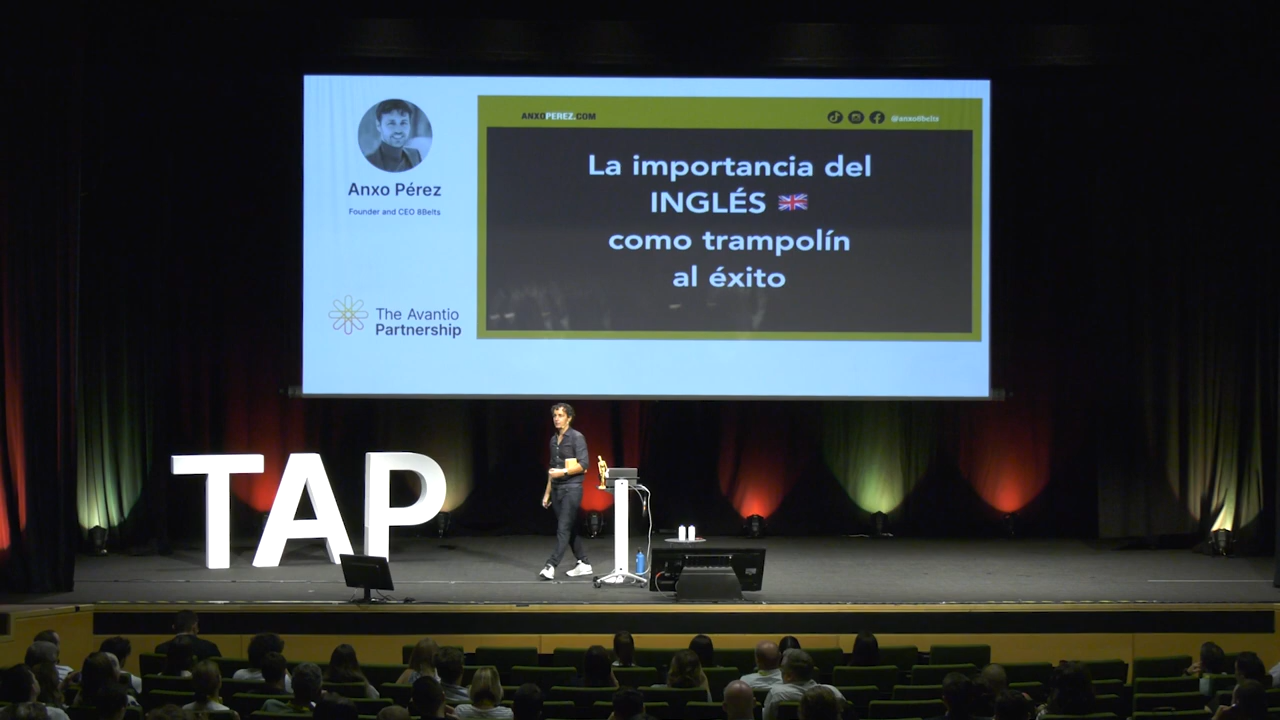 Anxo Pérez
Founder and CEO 8Belts
The Avantio
Partnership
ANXOPEREZ.COM
@anxo8belts
La importancia del
INGLÉS 🇬🇧
como trampolín
al éxito
TAP